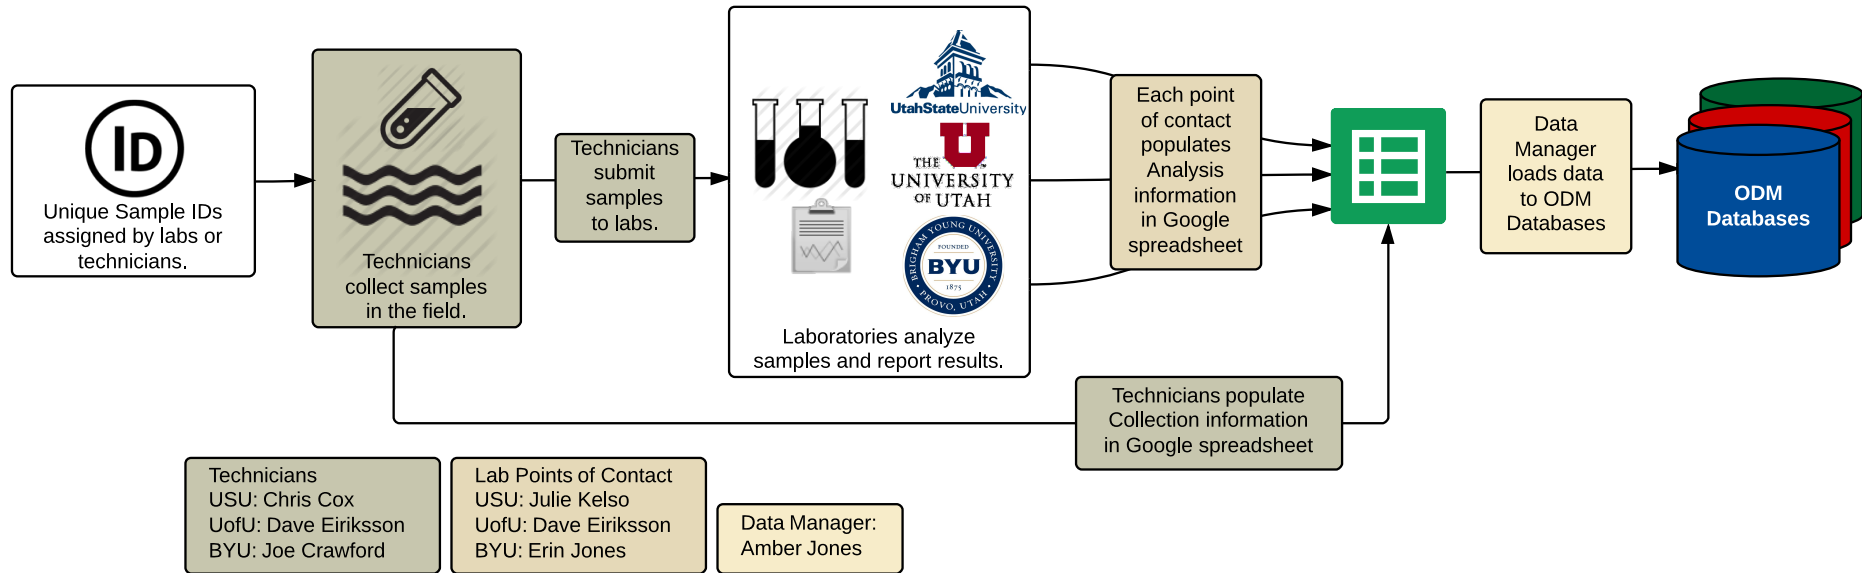 ID
Unique Sample IDs
assigned by labs or
technicians.
Technicians
collect samples
in the field.
Technicians
submit
samples
to labs.
UtahStateUniversity
THE
UNIVERSITY
OF UTAH
BRIGHAM YOUNG UNIVERSITY
FOUNDED
BYU
1875
PROVO, UTAH
Laboratories analyze
samples and report results.
Each point
of contact
populates
Analysis
information
in Google
spreadsheet
Technicians populate
Collection information
in Google spreadsheet
Data
Manager
loads data
to ODM
Databases
ODM
Databases
Technicians
USU: Chris Cox
UofU: Dave Eiriksson
BYU: Joe Crawford
Lab Points of Contact
USU: Julie Kelso
UofU: Dave Eiriksson
BYU: Erin Jones
Data Manager:
Amber Jones